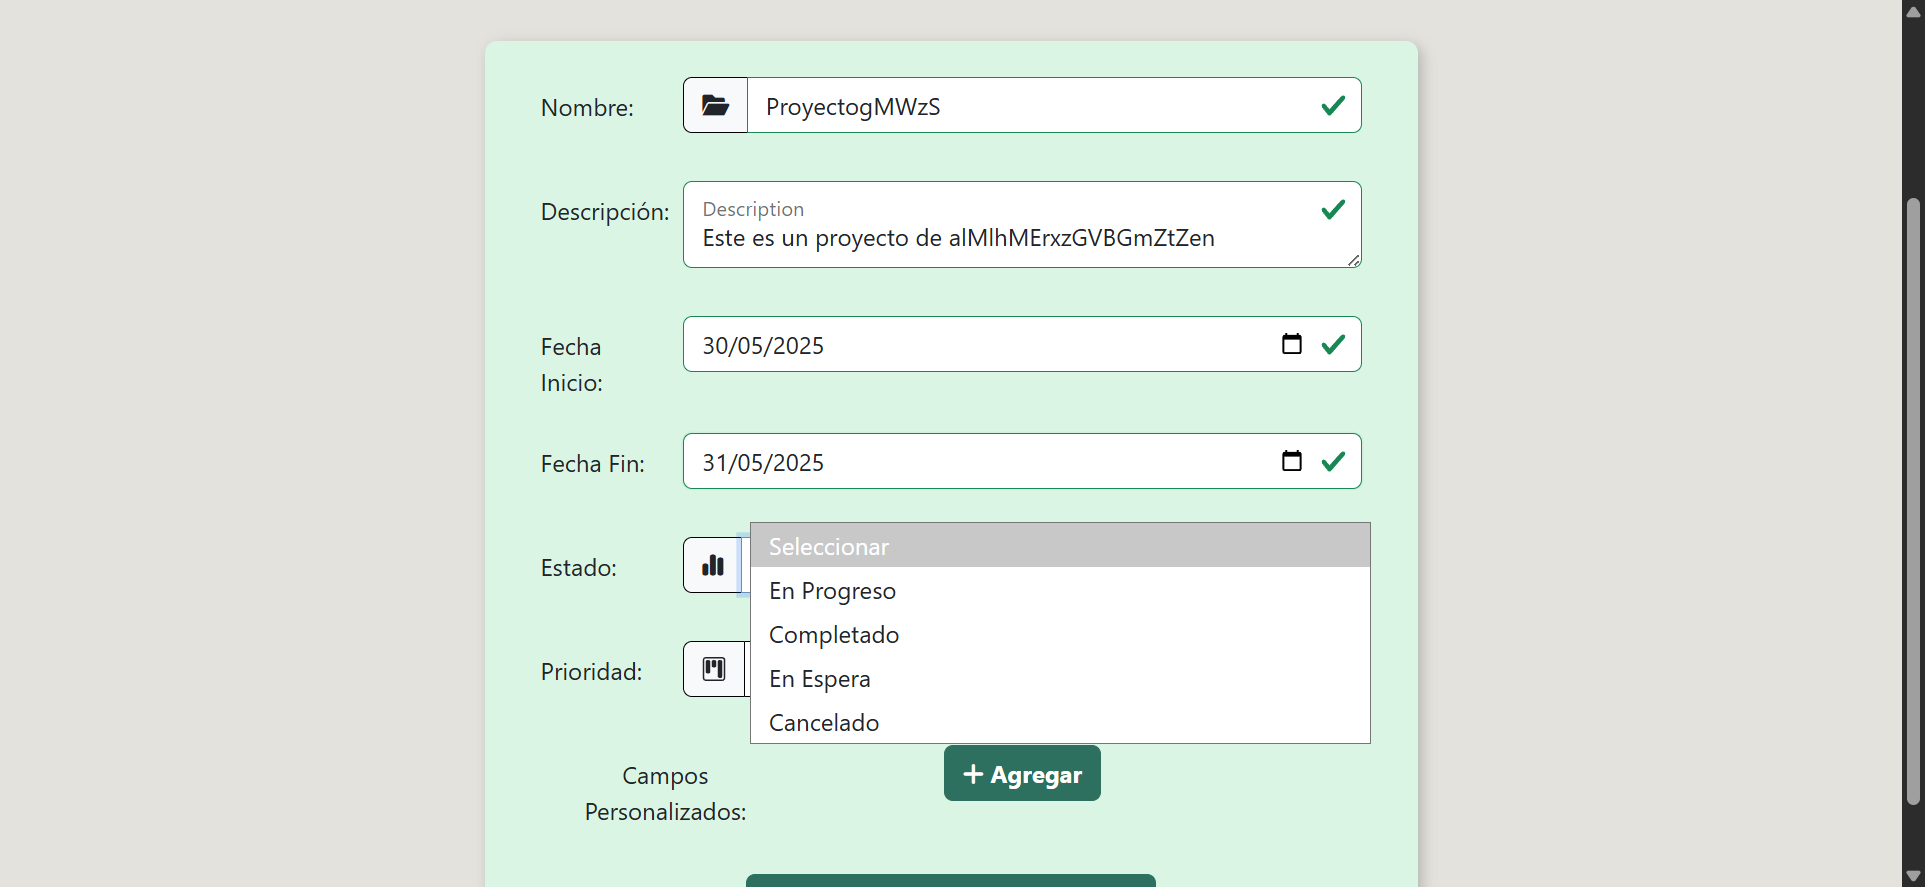 Nombre:
ProyectogMWzS
Descripción:
Description
Este es un proyecto de alMlhMErxzGVBGmZtZen
Fecha
Inicio:
30/05/2025
Fecha Fin:
31/05/2025
Estado:
Seleccionar
En Progreso
Completado
En Espera
Cancelado
Prioridad:
Campos
Personalizados:
+ Agregar